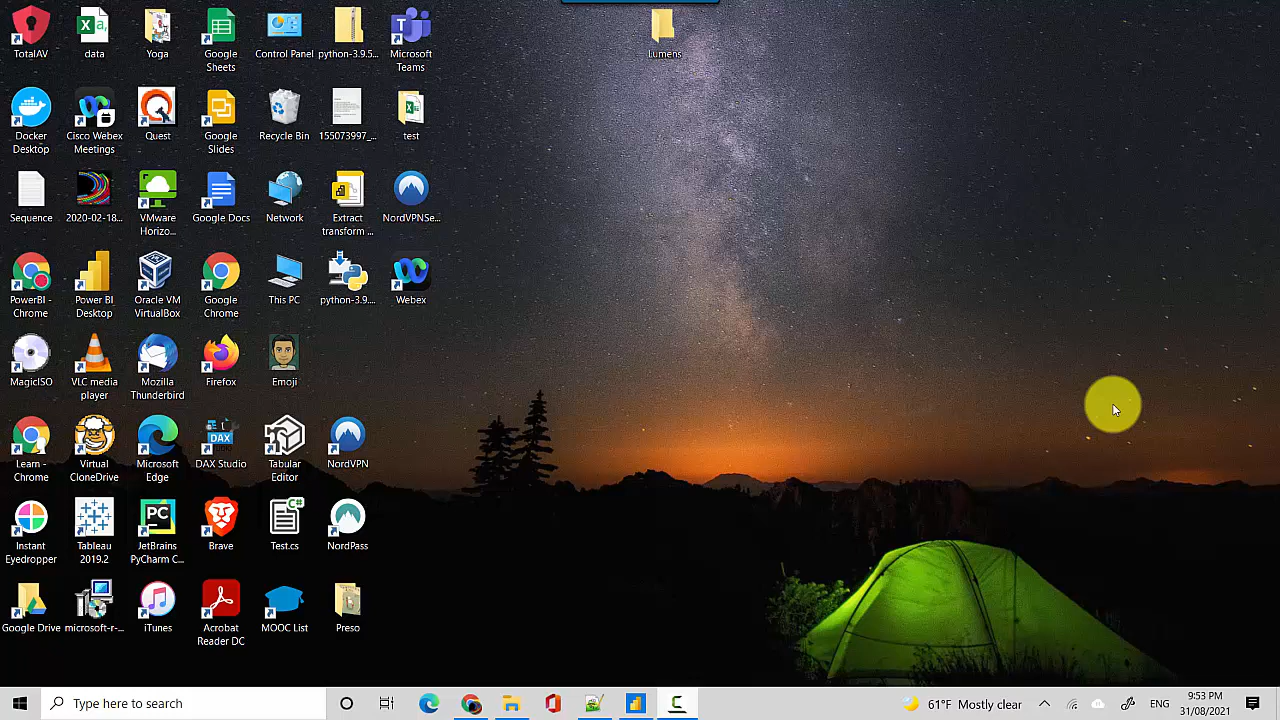 TotalAV
data
Yoga
Google
Sheets
Control Panel
python-3.9.5...
Microsoft
Teams
Lumens
Docker
Desktop
Cisco Webex
Meetings
Quest
Google
Slides
Recycle Bin
155073997_...
test
Sequence
2020-02-18...
VMware
Horizo...
Google Docs
Network
Extract
transform ...
NordVPNSe...
PowerBI -
Chrome
Power BI
Desktop
Oracle VM
VirtualBox
Google
Chrome
This PC
python-3.9....
Webex
MagicISO
VLC media
player
Mozilla
Thunderbird
Firefox
Emoji
Learn -
Chrome
Virtual
CloneDrive
Microsoft
Edge
DAX
DAX Studio
Tabular
Editor
NordVPN
Instant
Eyedropper
Tableau
2019.2
PC
JetBrains
PyCharm C...
Brave
C#
Test.cs
NordPass
Google Drive
microsoft-r-...
iTunes
Acrobat
Reader DC
MOOC List
Preso
Type here to search
61°F Mostly clear
ENG
9:53 PM
31/08/2021